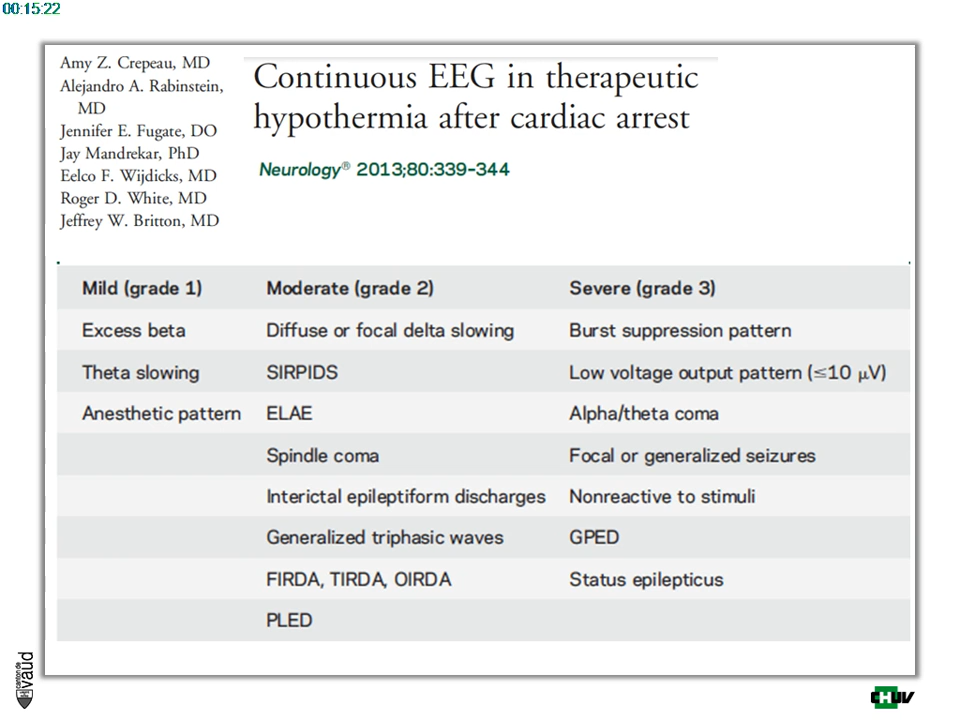 00:15:22
Amy Z. Crepeau, MD
Alejandro A. Rabinstein,
MD
Jennifer E. Fugate, DO
Jay Mandrekar, PhD
Eelco F. Wijdicks, MD
Roger D. White, MD
Jeffrey W. Britton, MD
Continuous EEG in therapeutic
hypothermia after cardiac arrest
Neurology® 2013;80:339–344
Mild (grade 1) Moderate (grade 2) Severe (grade 3)
Excess beta Diffuse or focal delta slowing Burst suppression pattern
Theta slowing SIRPIDS Low voltage output pattern (≤10 μV)
Anesthetic pattern ELAE Alpha/theta coma
Spindle coma Focal or generalized seizures
Interictal epileptiform discharges Nonreactive to stimuli
Generalized triphasic waves GPED
FIRDA, TIRDA, OIRDA Status epilepticus
PLED
canton de
vaud
CHUV